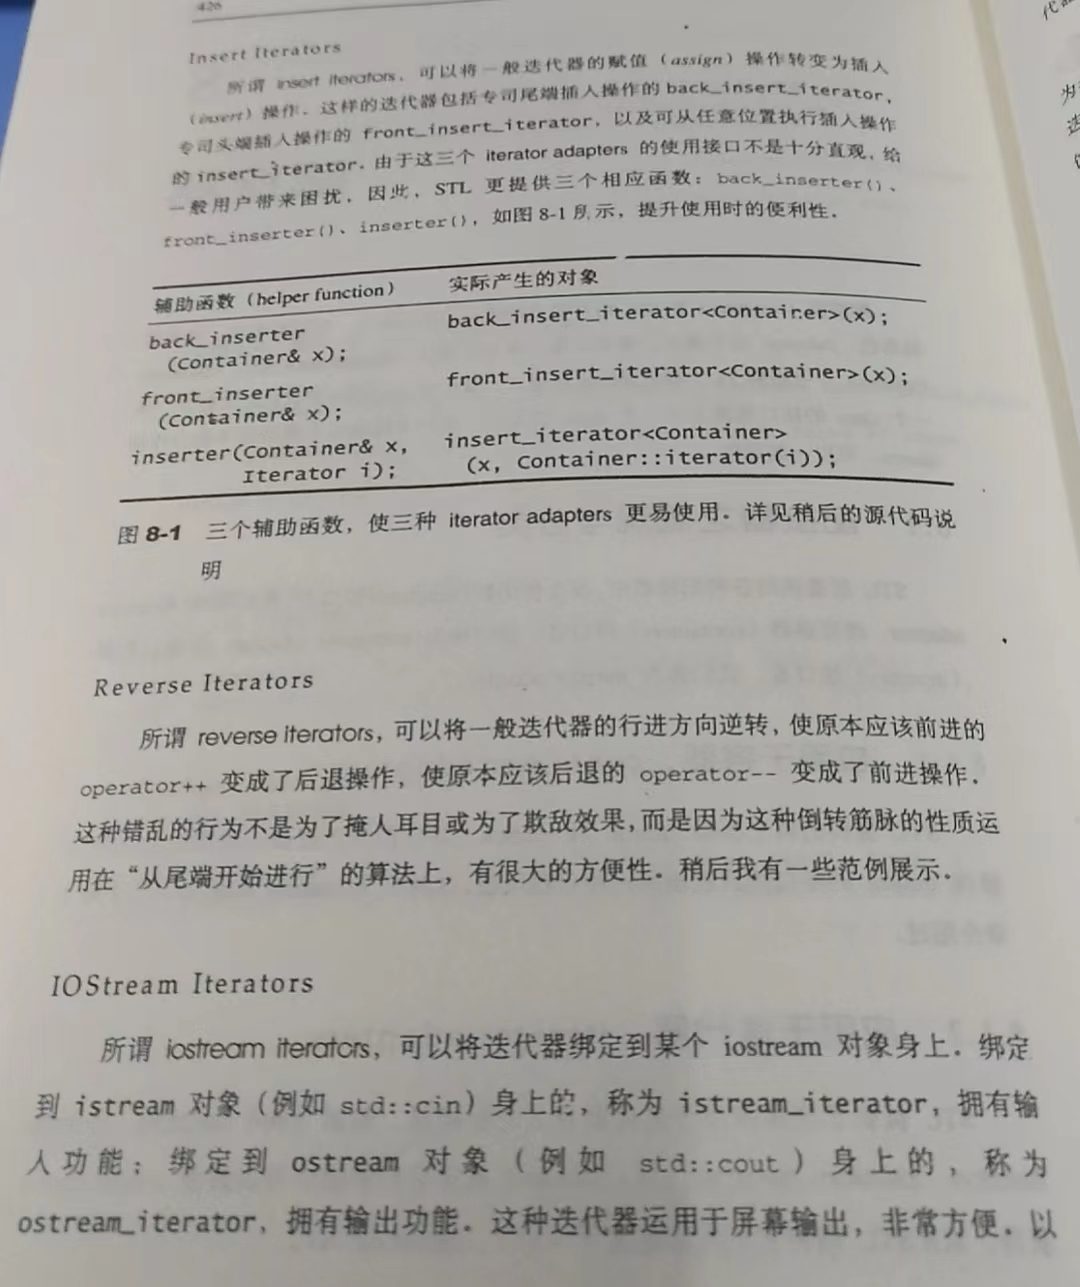 426
Insert Iterators
所谓 insert iterators，可以将一般迭代器的赋值（assign）操作转变为插入
（insert）操作．这样的迭代器包括专司尾端插入操作的 back_insert_iterator，
专司头端插入操作的 front_insert_iterator，以及可从任意位置执行插入操作
的 insert_iterator．由于这三个 iterator adapters 的使用接口不是十分直观，给
一般用户带来困扰，因此，STL 更提供三个相应函数：back_inserter()、
front_inserter()、inserter()，如图 8-1 所示，提升使用时的便利性．
辅助函数（helper function） 实际产生的对象
back_inserter back_insert_iterator<Container>(x);
(Container& x);
front_inserter front_insert_iterator<Container>(x);
(Container& x);
inserter(Container& x, insert_iterator<Container>
Iterator i); (x, Container::iterator(i));
图 8-1 三个辅助函数，使三种 iterator adapters 更易使用．详见稍后的源代码说
明
Reverse Iterators
所谓 reverse iterators，可以将一般迭代器的行进方向逆转，使原本应该前进的
operator++ 变成了后退操作，使原本应该后退的 operator-- 变成了前进操作．
这种错乱的行为不是为了掩人耳目或为了欺敌效果，而是因为这种倒转筋脉的性质运
用在“从尾端开始进行”的算法上，有很大的方便性．稍后我有一些范例展示．
IOStream Iterators
所谓 iostream iterators，可以将迭代器绑定到某个 iostream 对象身上．绑定
到 istream 对象（例如 std::cin）身上的，称为 istream_iterator，拥有输
入功能；绑定到 ostream 对象（例如 std::cout）身上的，称为
ostream_iterator，拥有输出功能．这种迭代器运用于屏幕输出，非常方便．以